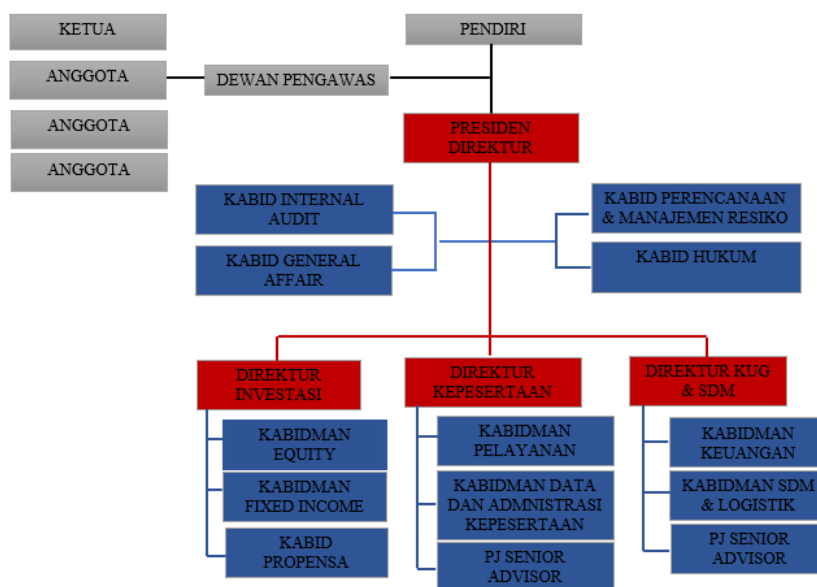 KETUA
PENDIRI
ANGGOTA
DEWAN PENGAWAS
ANGGOTA
PRESIDEN
DIREKTUR
ANGGOTA
KABID INTERNAL
AUDIT
KABID PERENCANAAN
& MANAJEMEN RESIKO
KABID GENERAL
AFFAIR
KABID HUKUM
DIREKTUR
INVESTASI
DIREKTUR
KEPESERTAAN
DIREKTUR KUG
& SDM
KABIDMAN
EQUITY
KABIDMAN
FIXED INCOME
KABID
PROPENSA
KABIDMAN
PELAYANAN
KABIDMAN DATA
DAN ADMNISTRASI
KEPESERTAAN
PJ SENIOR
ADVISOR
KABIDMAN
KEUANGAN
KABIDMAN SDM
& LOGISTIK
PJ SENIOR
ADVISOR